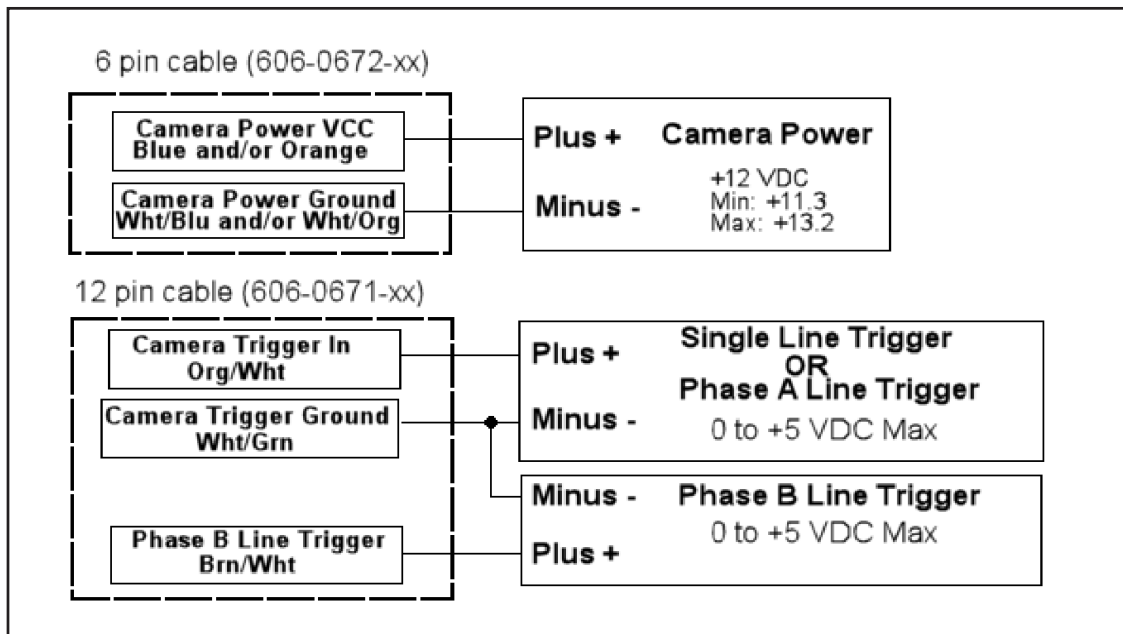 6 pin cable (606-0672-xx)
Camera Power VCC
Blue and/or Orange
Camera Power Ground
Wht/Blu and/or Wht/Org
Plus +
Camera Power
+12 VDC
Min: +11.3
Max: +13.2
Minus -
12 pin cable (606-0671-xx)
Camera Trigger In
Org/Wht
Camera Trigger Ground
Wht/Grn
Phase B Line Trigger
Brn/Wht
Plus +
Single Line Trigger
OR
Phase A Line Trigger
Minus -
0 to +5 VDC Max
Minus -
Phase B Line Trigger
0 to +5 VDC Max
Plus +